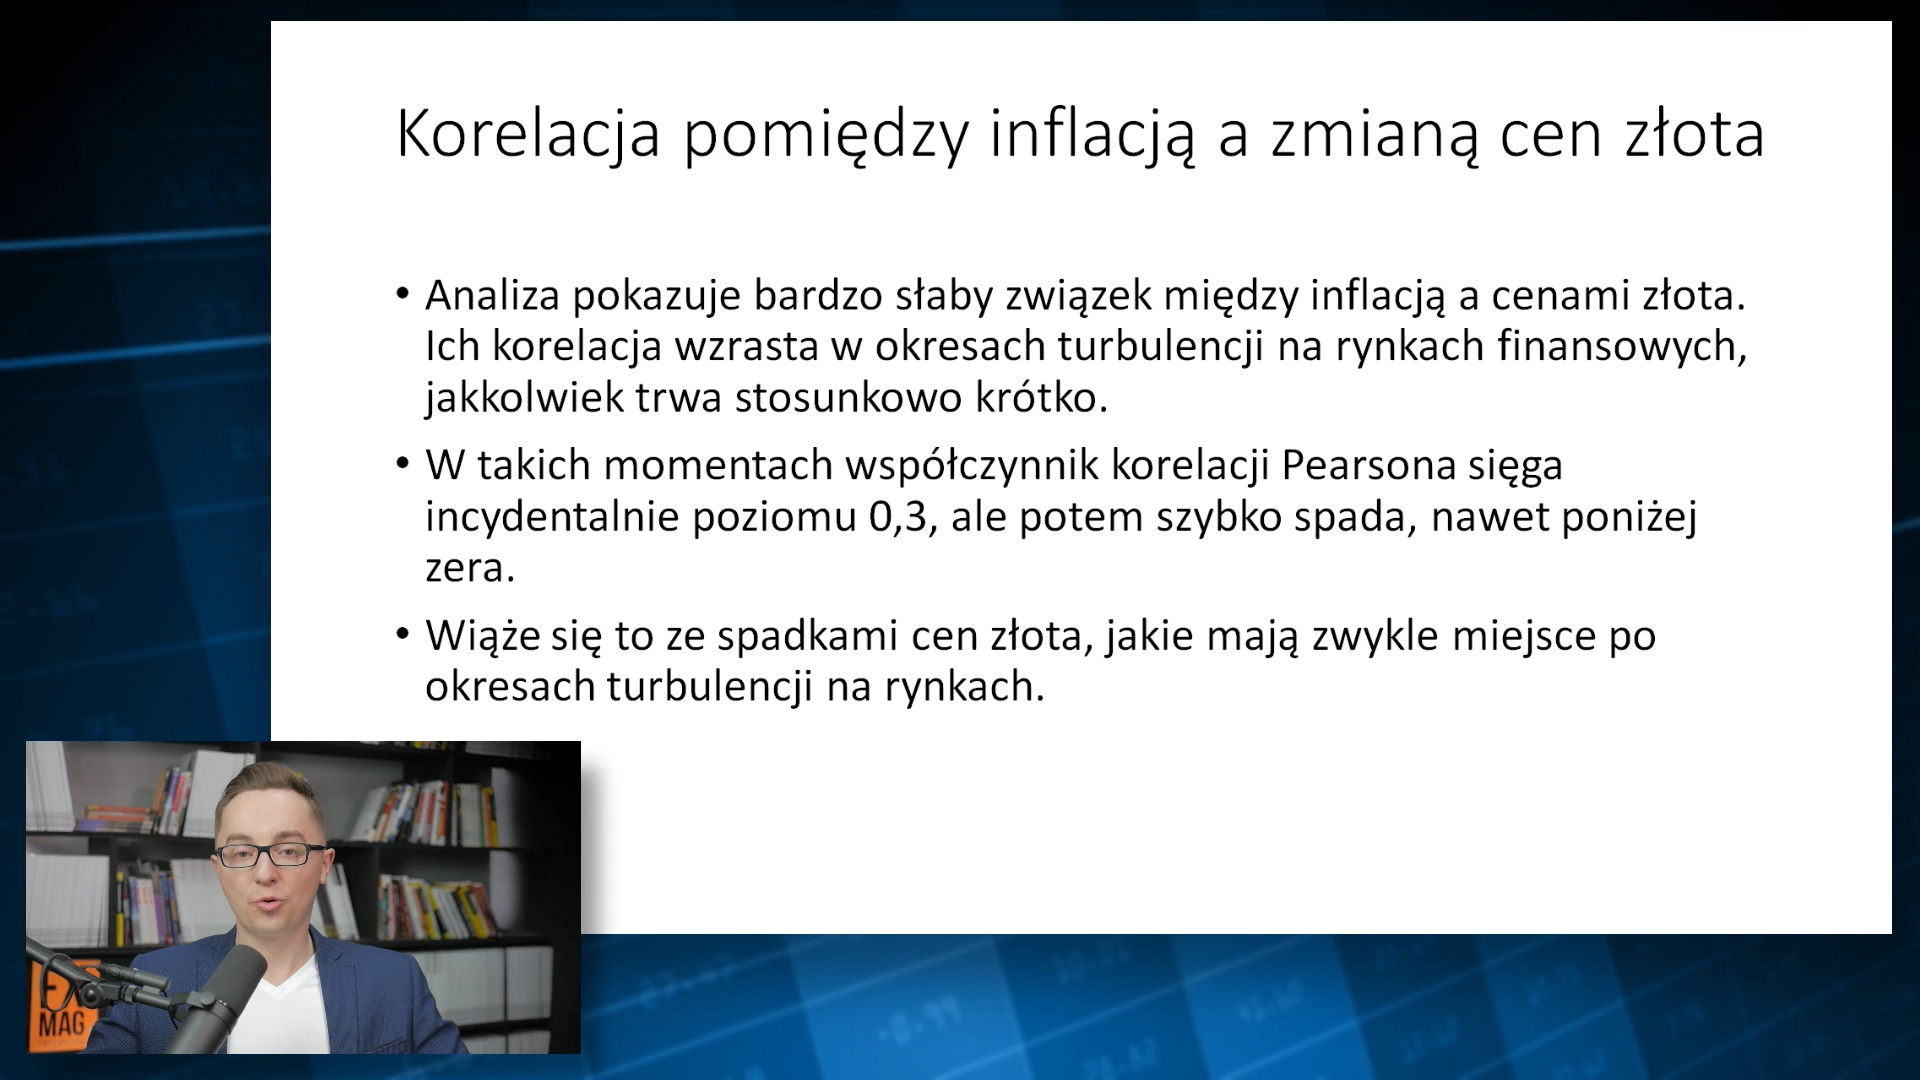 Korelacja pomiędzy inflacją a zmianą cen złota
• Analiza pokazuje bardzo słaby związek między inflacją a cenami złota.
Ich korelacja wzrasta w okresach turbulencji na rynkach finansowych,
jakkolwiek trwa stosunkowo krótko.
• W takich momentach współczynnik korelacji Pearsona sięga
incydentalnie poziomu 0,3, ale potem szybko spada, nawet poniżej
zera.
• Wiąże się to ze spadkami cen złota, jakie mają zwykle miejsce po
okresach turbulencji na rynkach.
MAG